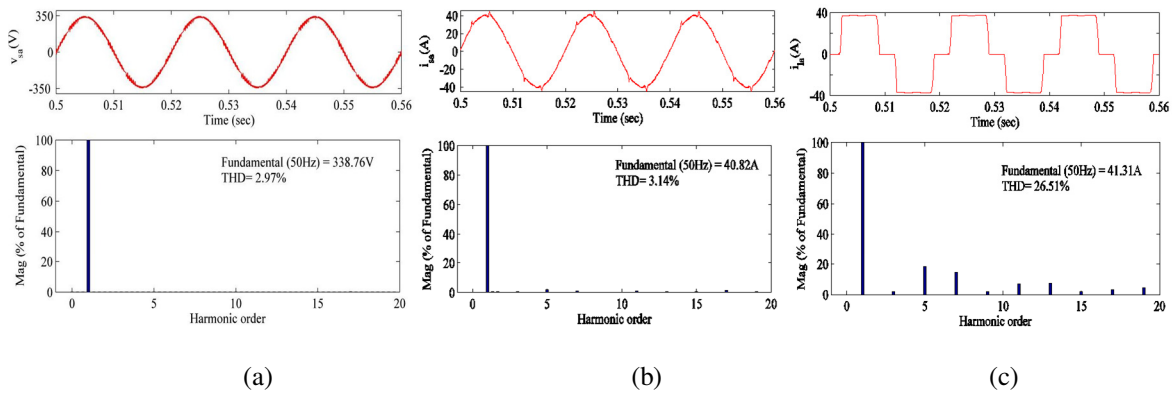 350
0
-350
v_sa(V)
0.5 0.51 0.52 0.53 0.54 0.55 0.56
Time (sec)
100
80
60
40
20
0
Mag (% of Fundamental)
Fundamental (50Hz) = 338.76V
THD= 2.97%
0 5 10 15 20
Harmonic order
(a)
40
20
0
-20
-40
i_sa(A)
0.5 0.51 0.52 0.53 0.54 0.55 0.56
Time (sec)
100
80
60
40
20
0
Mag (% of Fundamental)
Fundamental (50Hz) = 40.82A
THD= 3.14%
0 5 10 15 20
Harmonic order
(b)
40
0
-40
i_la(A)
0.5 0.51 0.52 0.53 0.54 0.55 0.56
Time (sec)
100
80
60
40
20
0
Mag (% of Fundamental)
Fundamental (50Hz) = 41.31A
THD= 26.51%
0 5 10 15 20
Harmonic order
(c)